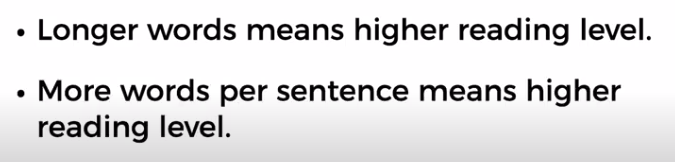 • Longer words means higher reading level.
• More words per sentence means higher
reading level.